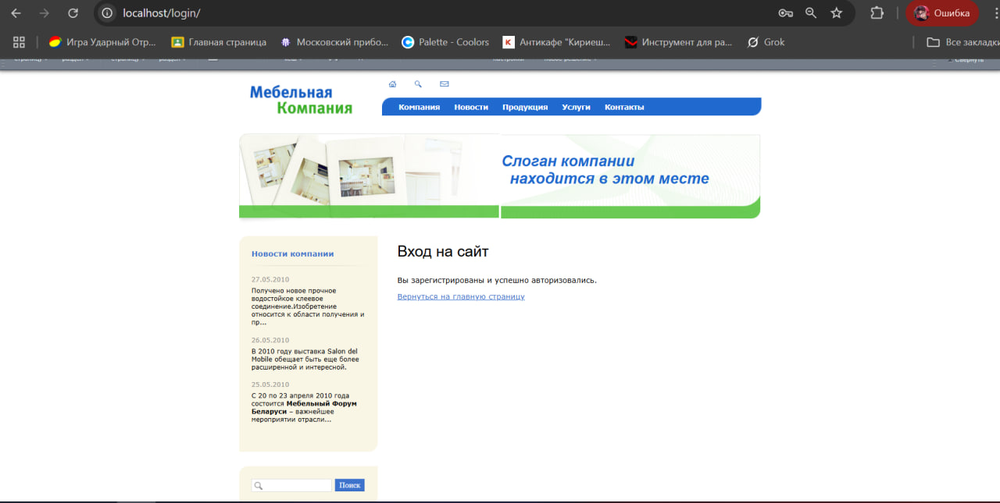 localhost/login/
Ошибка
Игра Ударный Отр...
Главная страница
Московский прибо...
Palette - Coolors
Антикафе "Кириеш...
Инструмент для ра...
Grok
Все закладки
Свернуть
Мебельная
Компания
Компания Новости Продукция Услуги Контакты
Слоган компании
находится в этом месте
Новости компании
27.05.2010
Получено новое прочное
водостойкое клеевое
соединение.Изобретение
относится к области получения и
пр...
26.05.2010
В 2010 году выставка Salon del
Mobile обещает быть еще более
расширенной и интересной.
25.05.2010
С 20 по 23 апреля 2010 года
состоится Мебельный Форум
Беларуси – важнейшее
мероприятии отрасли...
Поиск
Вход на сайт
Вы зарегистрированы и успешно авторизовались.
Вернуться на главную страницу